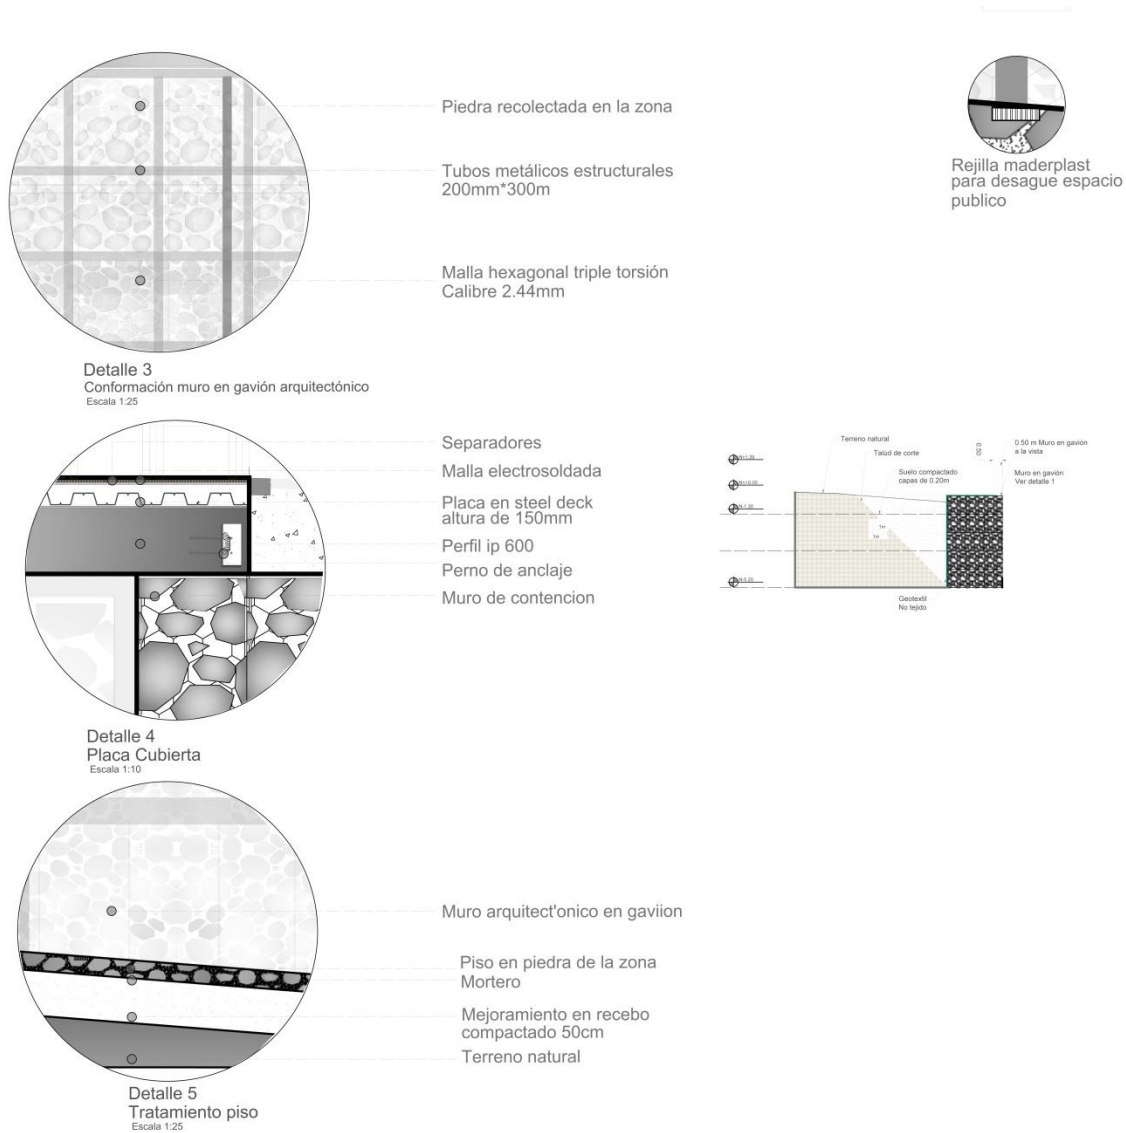 Piedra recolectada en la zona
Tubos metálicos estructurales
200mm*300m
Malla hexagonal triple torsión
Calibre 2.44mm
Detalle 3
Conformación muro en gavión arquitectónico
Escala 1:25
Rejilla maderplast
para desague espacio
publico
Separadores
Malla electrosoldada
Placa en steel deck
altura de 150mm
Perfil ip 600
Perno de anclaje
Muro de contencion
Detalle 4
Placa Cubierta
Escala 1:10
Terreno natural
Talúd de corte
Suelo compactado
capas de 0.20m
0.50
0.50 m Muro en gavión
a la vista
Muro en gavión
Ver detalle 1
1m
1m
Geotextil
No tejido
Muro arquitect'onico en gaviion
Piso en piedra de la zona
Mortero
Mejoramiento en recebo
compactado 50cm
Terreno natural
Detalle 5
Tratamiento piso
Escala 1:25